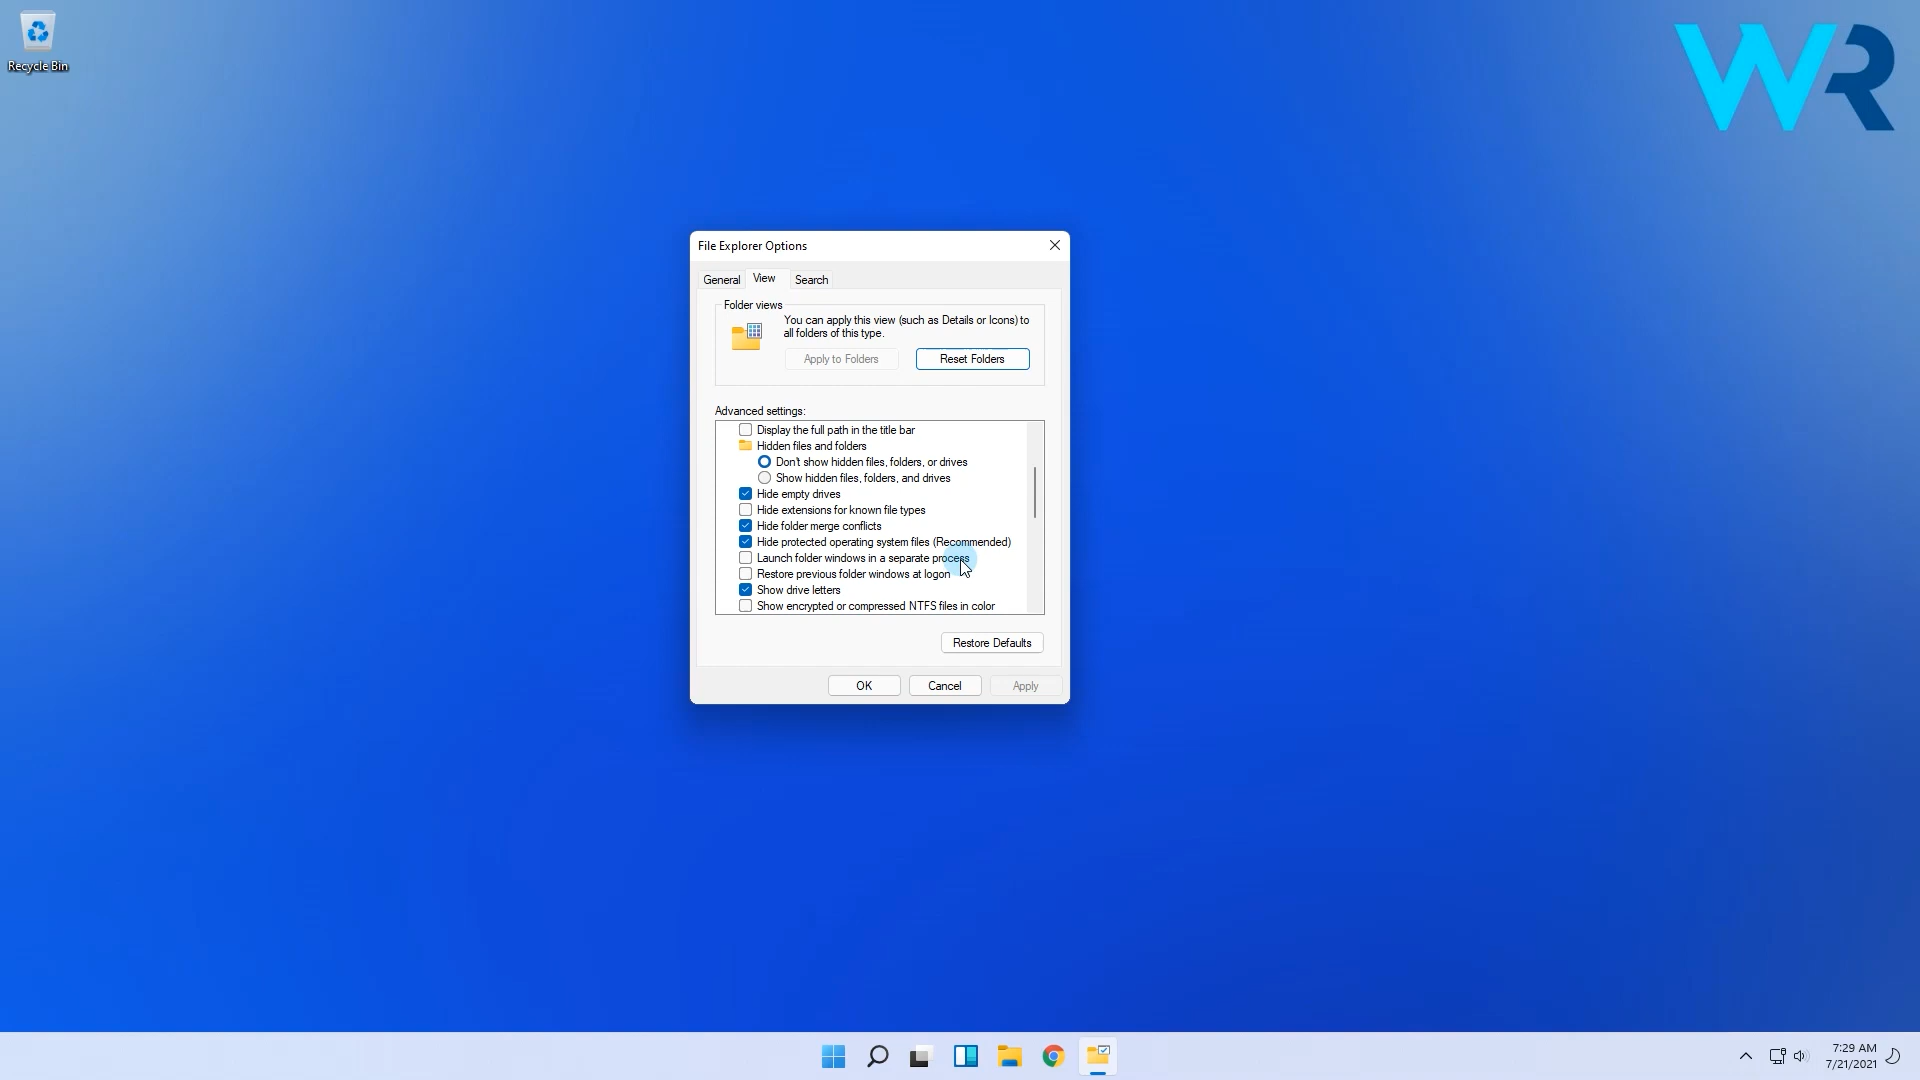 Recycle Bin
WR
File Explorer Options
General View Search
Folder views
You can apply this view (such as Details or Icons) to
all folders of this type.
Apply to Folders Reset Folders
Advanced settings:
Display the full path in the title bar
Hidden files and folders
Don't show hidden files, folders, or drives
Show hidden files, folders, and drives
Hide empty drives
Hide extensions for known file types
Hide folder merge conflicts
Hide protected operating system files (Recommended)
Launch folder windows in a separate process
Restore previous folder windows at logon
Show drive letters
Show encrypted or compressed NTFS files in color
Restore Defaults
OK Cancel Apply
7:29 AM
7/21/2021